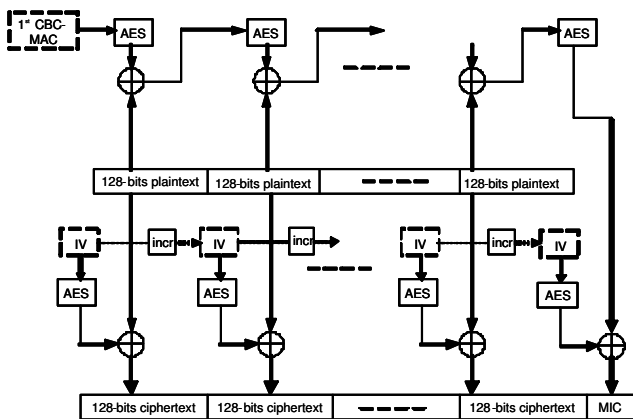 1st CBC-
MAC
AES
AES
AES
128-bits plaintext
128-bits plaintext
128-bits plaintext
IV
incr
IV
incr
IV
incr
IV
AES
AES
AES
AES
128-bits ciphertext
128-bits ciphertext
128-bits ciphertext
MIC